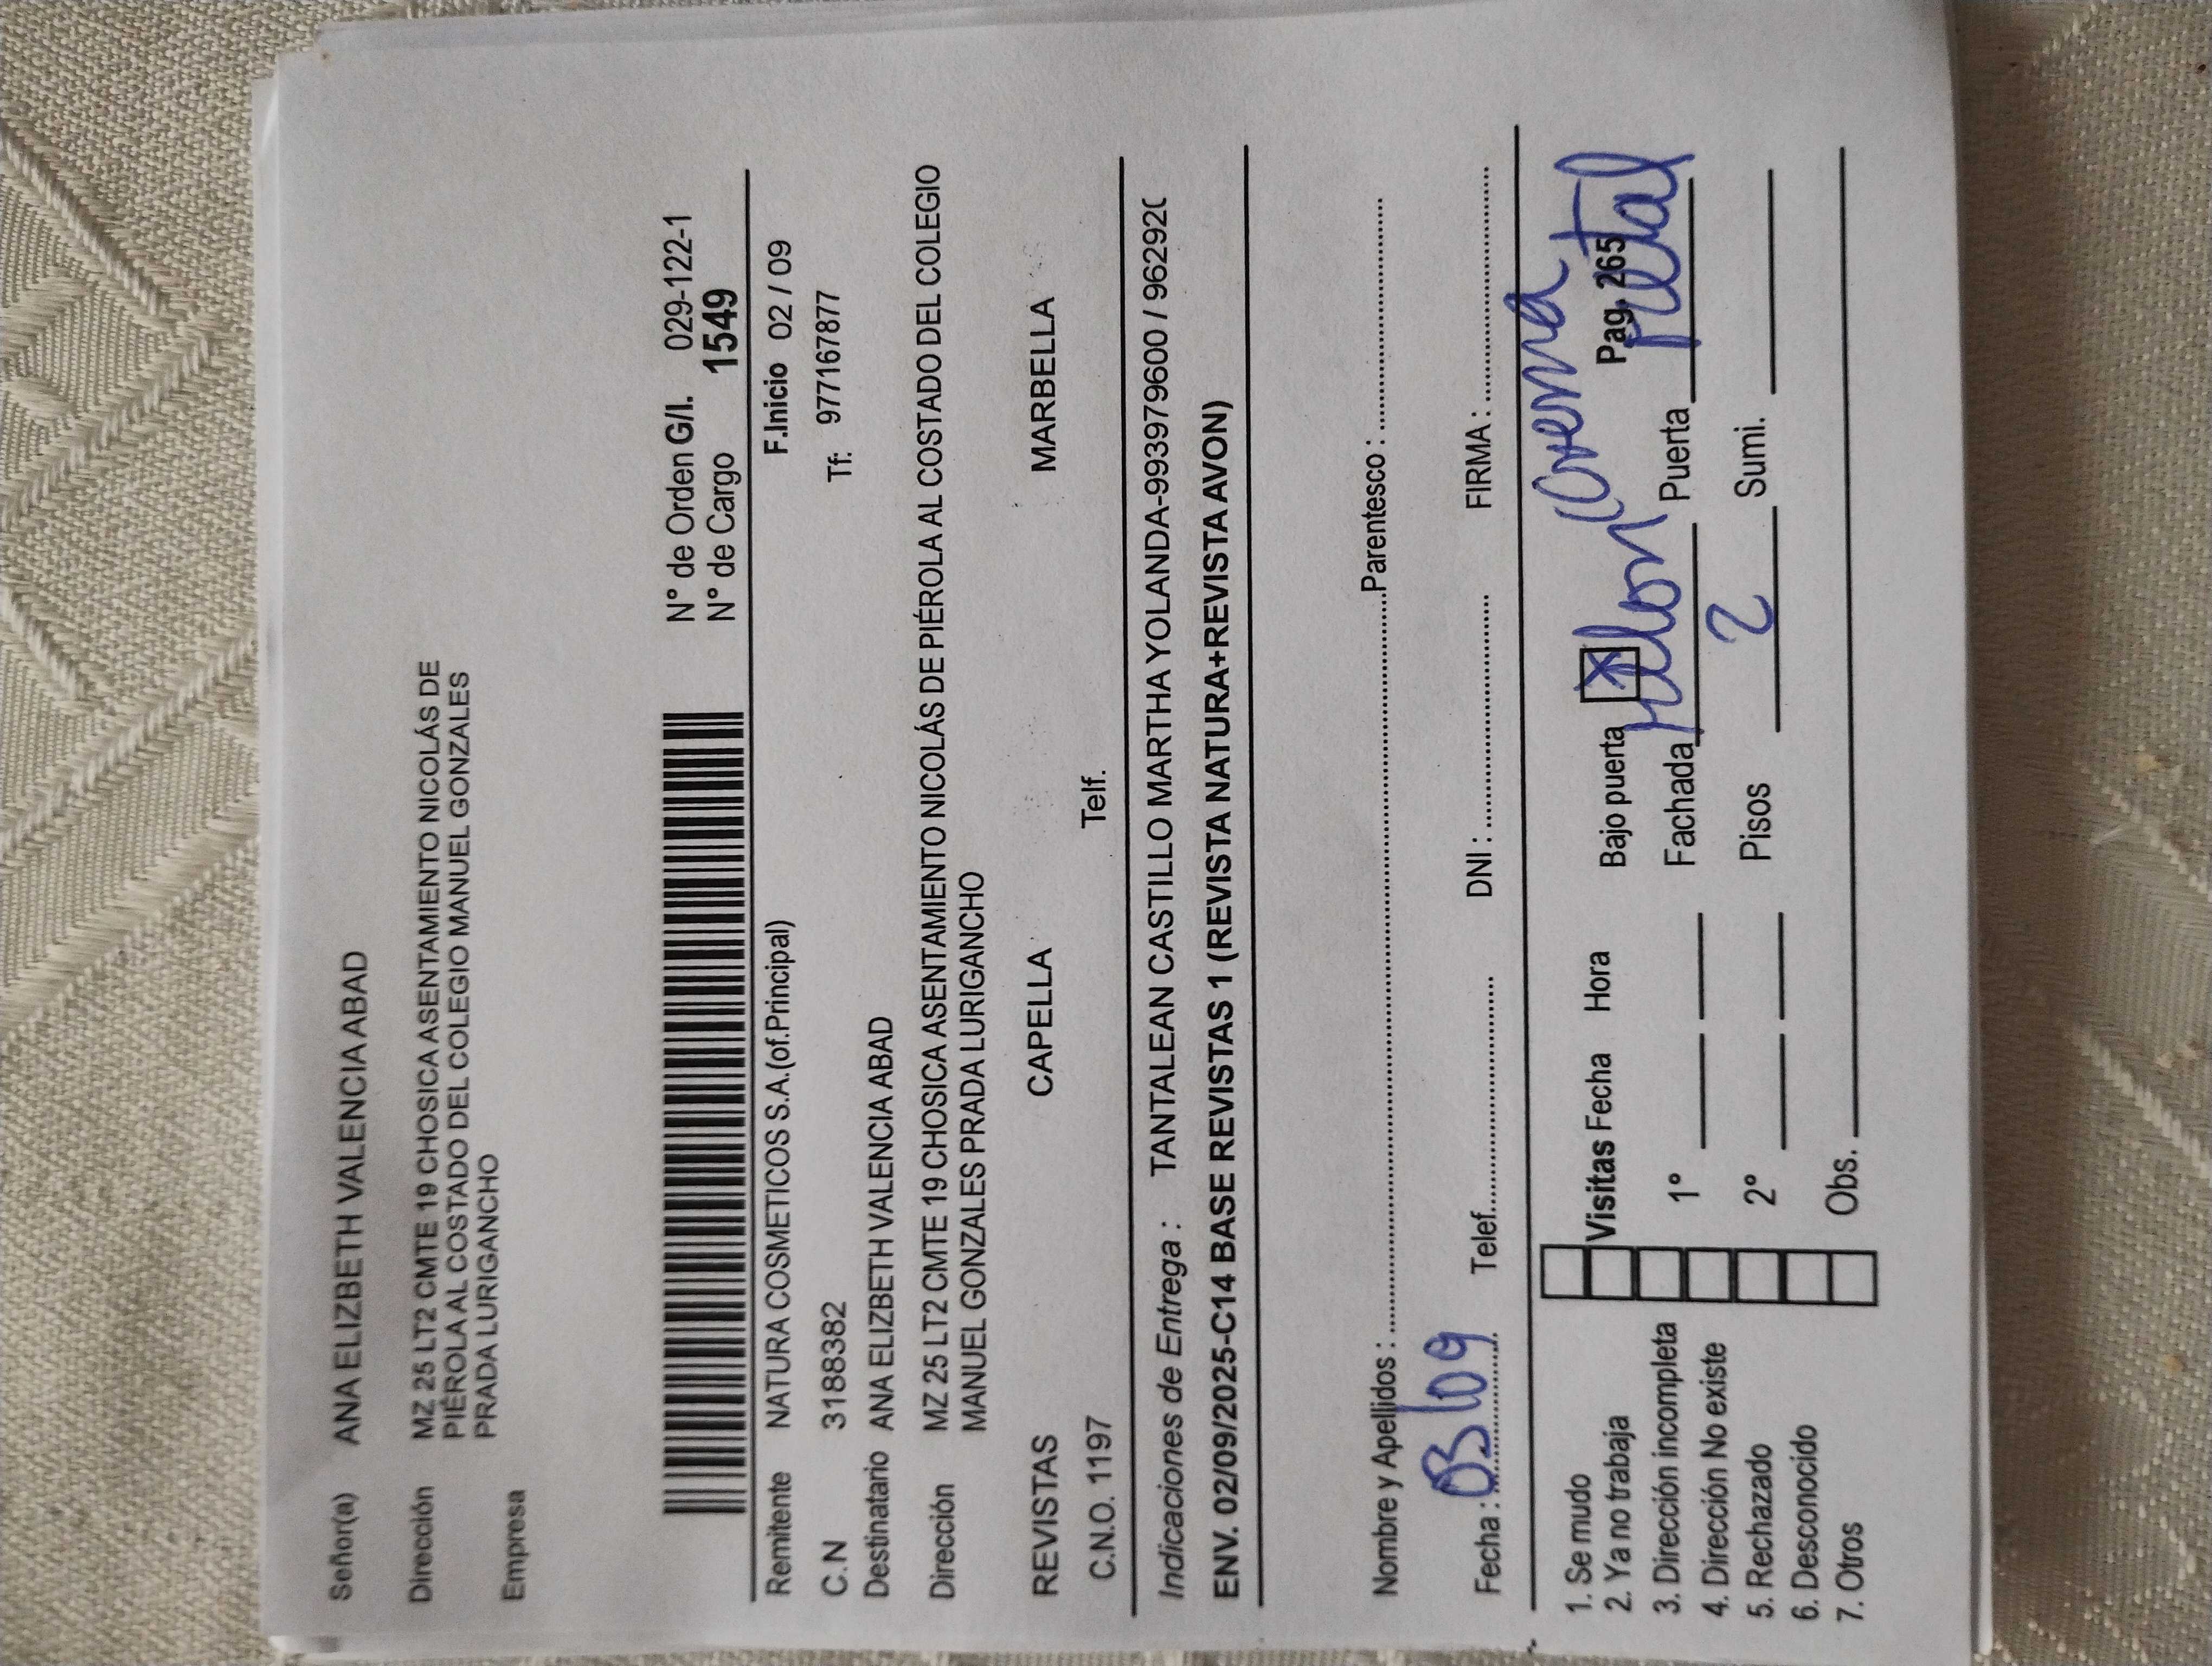 Señor(a) ANA ELIZBETH VALENCIA ABAD
Dirección MZ 25 LT2 CMTE 19 CHOSICA ASENTAMIENTO NICOLÁS DE
PIÉROLA AL COSTADO DEL COLEGIO MANUEL GONZALES
PRADA LURIGANCHO
Empresa
N° de Orden G/I. 029-122-1
N° de Cargo 1549
Remitente NATURA COSMETICOS S.A.(of.Principal) F.Inicio 02 / 09
C.N 3188382 Tf: 977167877
Destinatario ANA ELIZBETH VALENCIA ABAD
Dirección MZ 25 LT2 CMTE 19 CHOSICA ASENTAMIENTO NICOLÁS DE PIÉROLA AL COSTADO DEL COLEGIO
MANUEL GONZALES PRADA LURIGANCHO
REVISTAS CAPELLA MARBELLA
C.N.O. 1197 Telf.
Indicaciones de Entrega : TANTALEAN CASTILLO MARTHA YOLANDA-993979600 / 962920
ENV. 02/09/2025-C14 BASE REVISTAS 1 (REVISTA NATURA+REVISTA AVON)
Nombre y Apellidos : Parentesco :
Fecha : 03/09 Telef. DNI : FIRMA :
1. Se mudo
2. Ya no trabaja
3. Dirección incompleta
4. Dirección No existe
5. Rechazado
6. Desconocido
7. Otros
Visitas Fecha Hora
1°
2°
Obs.
Bajo puerta X
Fachada Crema
Pisos 2
Pag. 265
Puerta Metal
Sumi.